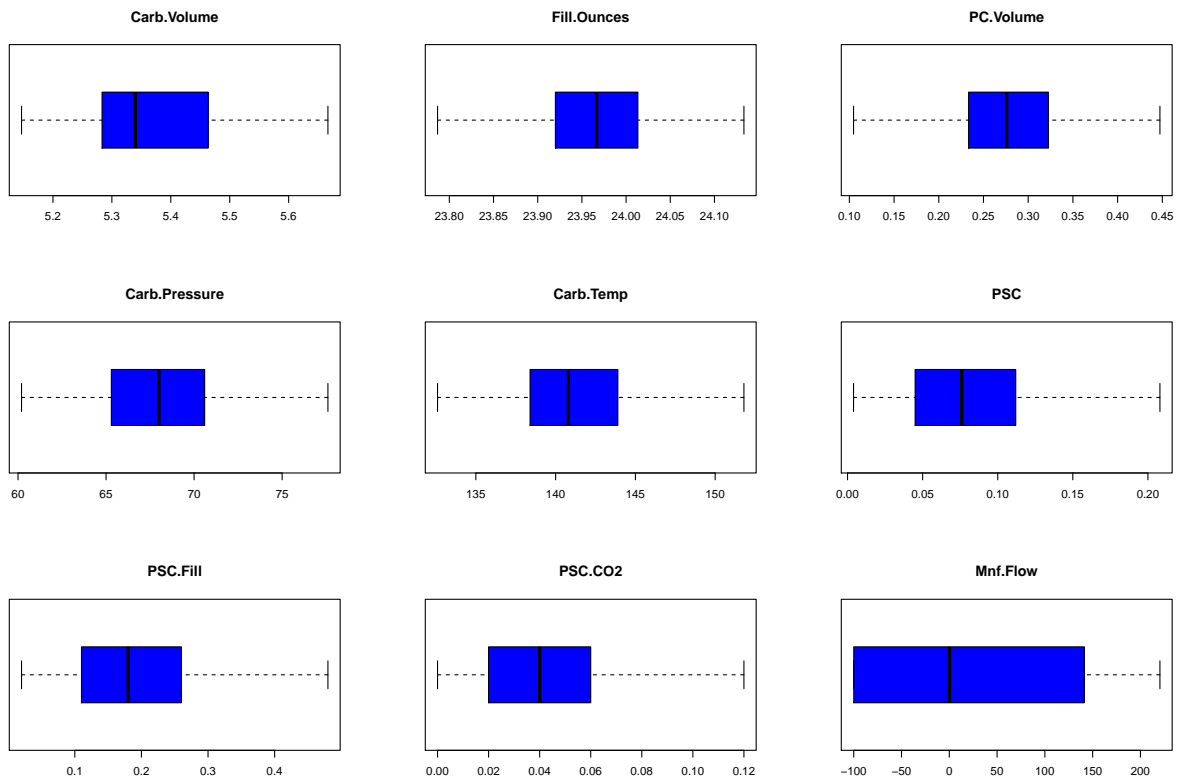 Carb.Volume
5.2 5.3 5.4 5.5 5.6
Fill.Ounces
23.80 23.85 23.90 23.95 24.00 24.05 24.10
PC.Volume
0.10 0.15 0.20 0.25 0.30 0.35 0.40 0.45
Carb.Pressure
60 65 70 75
Carb.Temp
135 140 145 150
PSC
0.00 0.05 0.10 0.15 0.20
PSC.Fill
0.1 0.2 0.3 0.4
PSC.CO2
0.00 0.02 0.04 0.06 0.08 0.10 0.12
Mnf.Flow
−100 −50 0 50 100 150 200